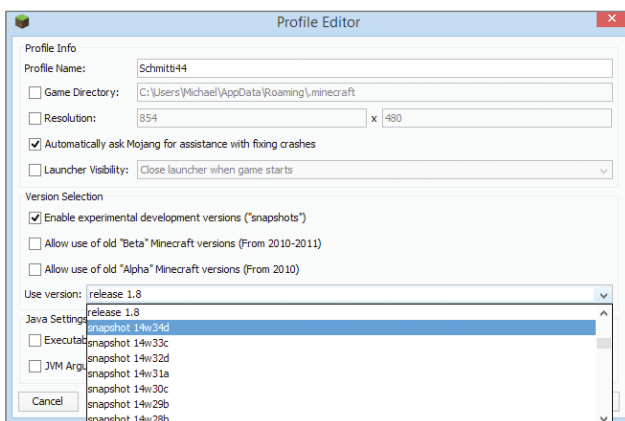 Profile Editor
Profile Info
Profile Name: Schmitti44
Game Directory: C:\Users\Michael\AppData\Roaming\.minecraft
Resolution: 854 x 480
Automatically ask Mojang for assistance with fixing crashes
Launcher Visibility: Close launcher when game starts
Version Selection
Enable experimental development versions ("snapshots")
Allow use of old "Beta" Minecraft versions (From 2010-2011)
Allow use of old "Alpha" Minecraft versions (From 2010)
Use version: release 1.8
release 1.8
Java Settings
snapshot 14w34d
Executab
snapshot 14w33c
snapshot 14w32d
JVM Argu
snapshot 14w31a
snapshot 14w30c
Cancel
snapshot 14w29b
snapshot 14w28b